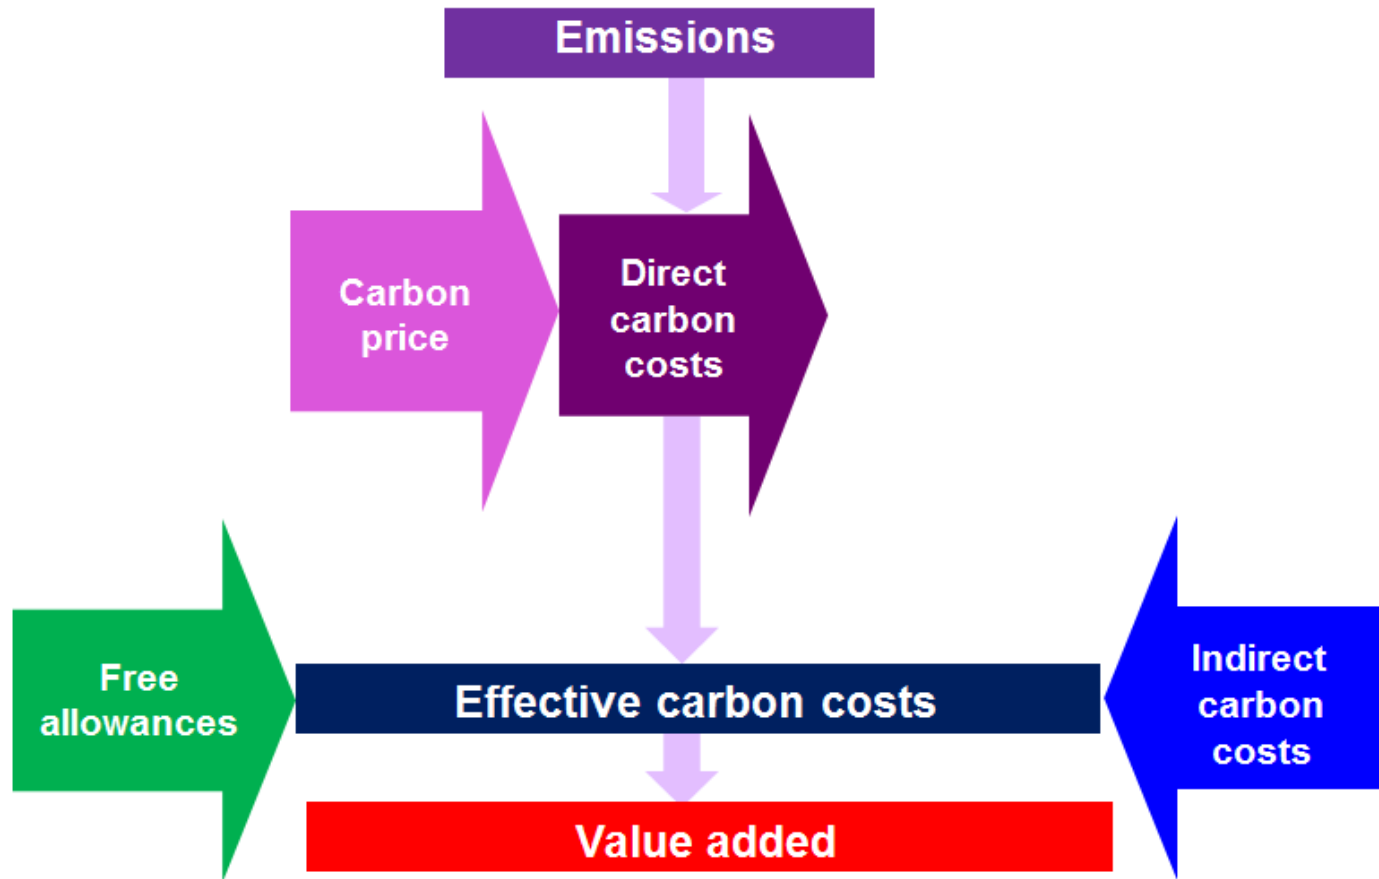 Emissions
Carbon
price
Direct
carbon
costs
Free
allowances
Effective carbon costs
Indirect
carbon
costs
Value added